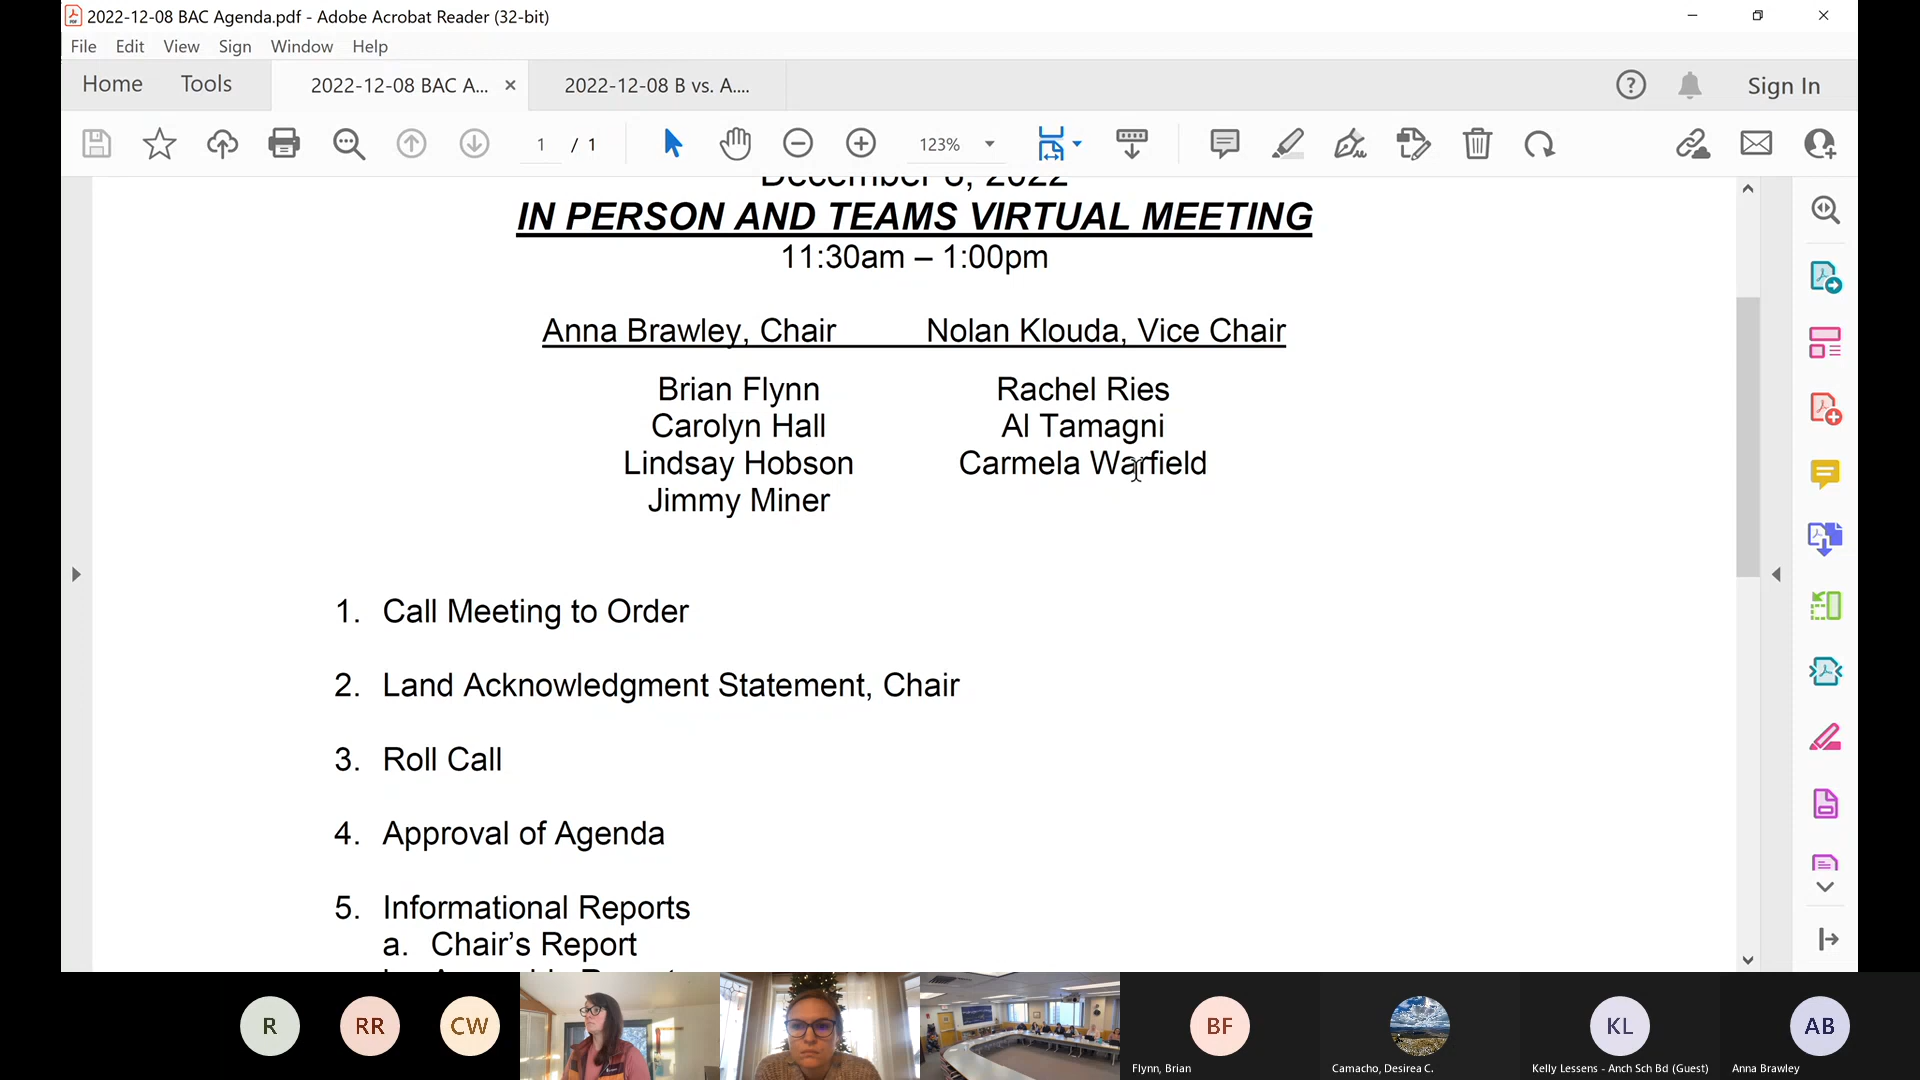 2022-12-08 BAC Agenda.pdf - Adobe Acrobat Reader (32-bit)
File Edit View Sign Window Help
Home Tools 2022-12-08 BAC A... 2022-12-08 B vs. A.... Sign In
1 / 1 123%
December 8, 2022
IN PERSON AND TEAMS VIRTUAL MEETING
11:30am – 1:00pm
Anna Brawley, Chair Nolan Klouda, Vice Chair
Brian Flynn Rachel Ries
Carolyn Hall Al Tamagni
Lindsay Hobson Carmela Warfield
Jimmy Miner
1. Call Meeting to Order
2. Land Acknowledgment Statement, Chair
3. Roll Call
4. Approval of Agenda
5. Informational Reports
a. Chair's Report
R RR CW BF KL AB
Flynn, Brian Camacho, Desirea C. Kelly Lessens - Anch Sch Bd (Guest) Anna Brawley